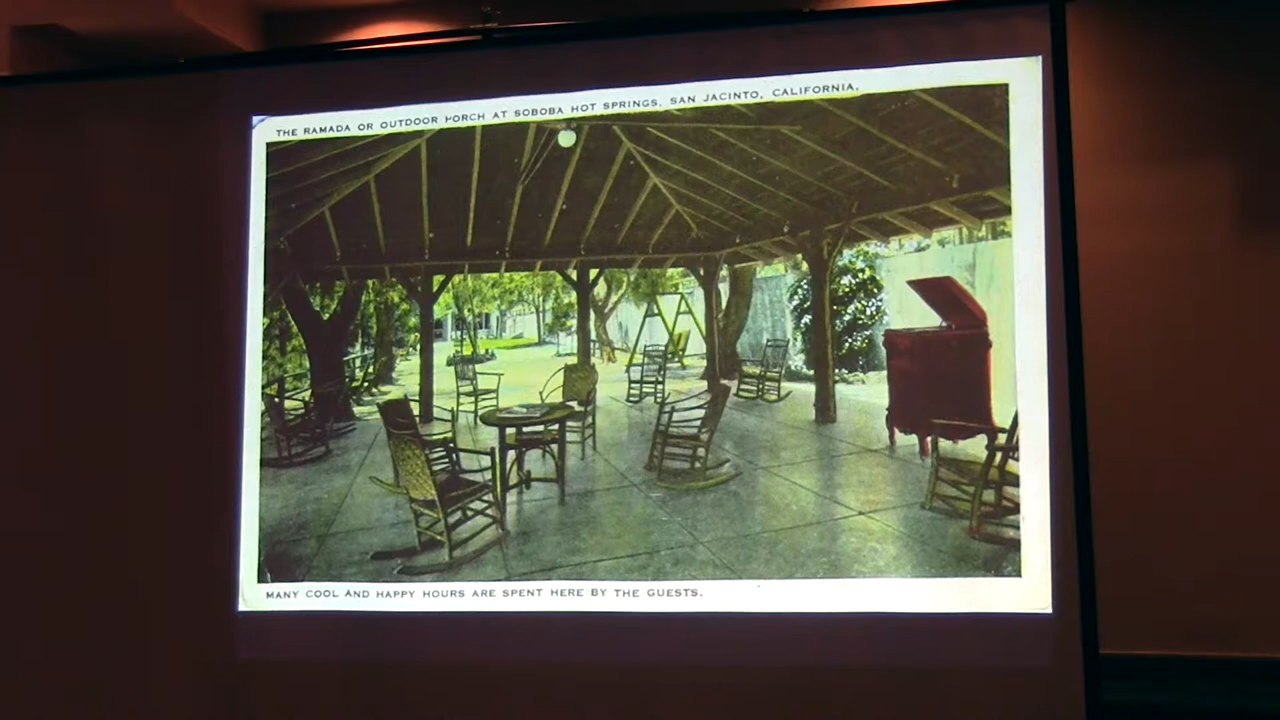 THE RAMADA OR OUTDOOR PORCH AT SOBOBA HOT SPRINGS, SAN JACINTO, CALIFORNIA,
MANY COOL AND HAPPY HOURS ARE SPENT HERE BY THE GUESTS.